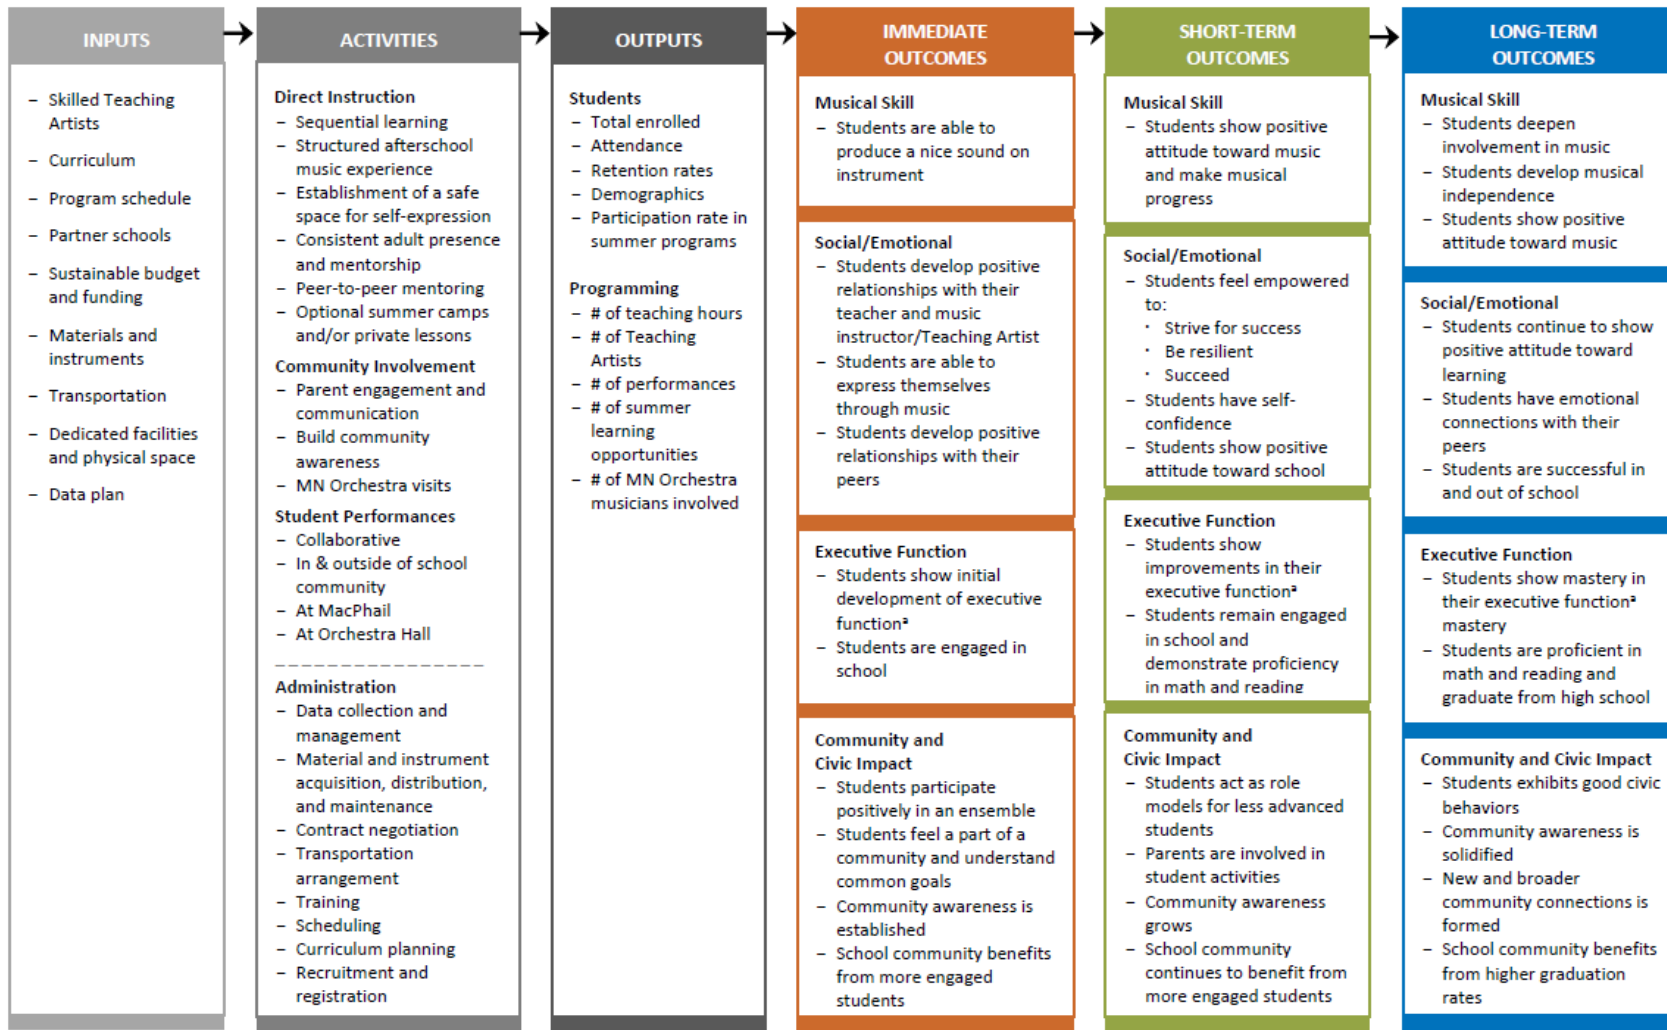 INPUTS
– Skilled Teaching
Artists
– Curriculum
– Program schedule
– Partner schools
– Sustainable budget
and funding
– Materials and
instruments
– Transportation
– Dedicated facilities
and physical space
– Data plan
ACTIVITIES
Direct Instruction
– Sequential learning
– Structured afterschool
music experience
– Establishment of a safe
space for self-expression
– Consistent adult presence
and mentorship
– Peer-to-peer mentoring
– Optional summer camps
and/or private lessons
Community Involvement
– Parent engagement and
communication
– Build community
awareness
– MN Orchestra visits
Student Performances
– Collaborative
– In & outside of school
community
– At MacPhail
– At Orchestra Hall
Administration
– Data collection and
management
– Material and instrument
acquisition, distribution,
and maintenance
– Contract negotiation
– Transportation
arrangement
– Training
– Scheduling
– Curriculum planning
– Recruitment and
registration
OUTPUTS
Students
– Total enrolled
– Attendance
– Retention rates
– Demographics
– Participation rate in
summer programs
Programming
– # of teaching hours
– # of Teaching
Artists
– # of performances
– # of summer
learning
opportunities
– # of MN Orchestra
musicians involved
IMMEDIATE
OUTCOMES
Musical Skill
– Students are able to
produce a nice sound on
instrument
Social/Emotional
– Students develop positive
relationships with their
teacher and music
instructor/Teaching Artist
– Students are able to
express themselves
through music
– Students develop positive
relationships with their
peers
Executive Function
– Students show initial
development of executive
functionª
– Students are engaged in
school
Community and
Civic Impact
– Students participate
positively in an ensemble
– Students feel a part of a
community and understand
common goals
– Community awareness is
established
– School community benefits
from more engaged
students
SHORT-TERM
OUTCOMES
Musical Skill
– Students show positive
attitude toward music
and make musical
progress
Social/Emotional
– Students feel empowered
to:
· Strive for success
· Be resilient
· Succeed
– Students have self-
confidence
– Students show positive
attitude toward school
Executive Function
– Students show
improvements in their
executive functionª
– Students remain engaged
in school and
demonstrate proficiency
in math and reading
Community and
Civic Impact
– Students act as role
models for less advanced
students
– Parents are involved in
student activities
– Community awareness
grows
– School community
continues to benefit from
more engaged students
LONG-TERM
OUTCOMES
Musical Skill
– Students deepen
involvement in music
– Students develop musical
independence
– Students show positive
attitude toward music
Social/Emotional
– Students continue to show
positive attitude toward
learning
– Students have emotional
connections with their
peers
– Students are successful in
and out of school
Executive Function
– Students show mastery in
their executive functionª
mastery
– Students are proficient in
math and reading and
graduate from high school
Community and Civic Impact
– Students exhibits good civic
behaviors
– Community awareness is
solidified
– New and broader
community connections is
formed
– School community benefits
from higher graduation
rates